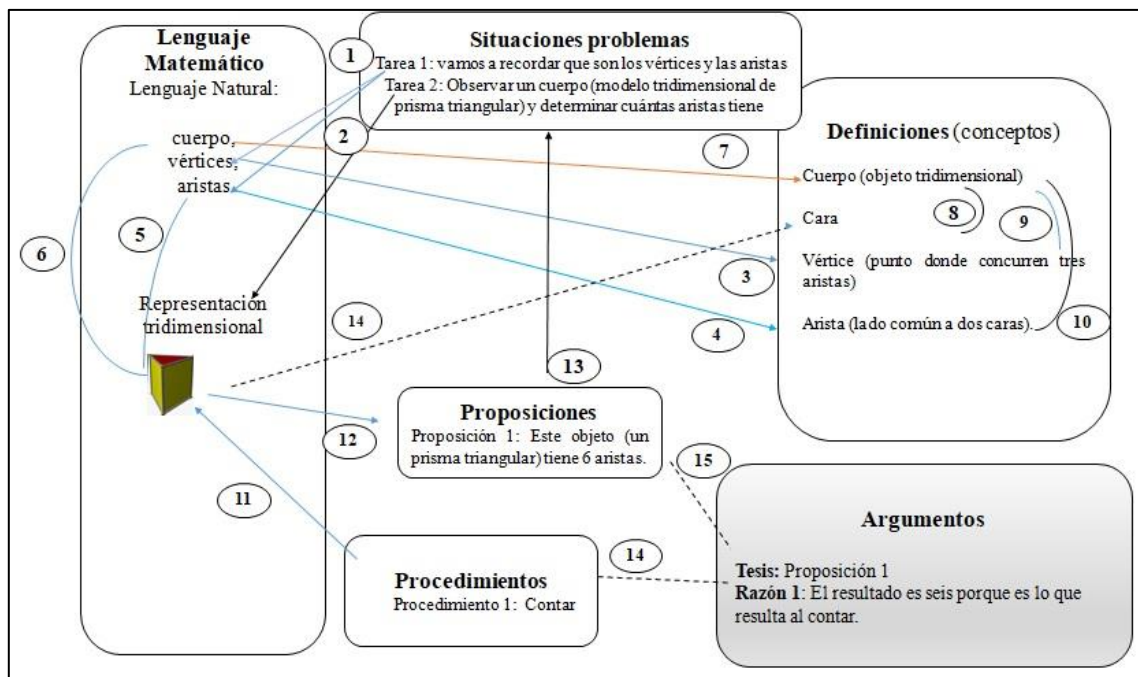 Lenguaje
Matemático
Lenguaje Natural:
cuerpo,
vértices,
aristas
Representación
tridimensional
1
Situaciones problemas
Tarea 1: vamos a recordar que son los vértices y las aristas
Tarea 2: Observar un cuerpo (modelo tridimensional de
prisma triangular) y determinar cuántas aristas tiene
2
7
Definiciones (conceptos)
Cuerpo (objeto tridimensional)
8
9
Cara
Vértice (punto donde concurren tres
aristas)
Arista (lado común a dos caras).
10
3
4
5
6
14
13
Proposiciones
Proposición 1: Este objeto (un
prisma triangular) tiene 6 aristas.
12
15
11
Procedimientos
Procedimiento 1: Contar
14
Argumentos
Tesis: Proposición 1
Razón 1: El resultado es seis porque es lo que
resulta al contar.